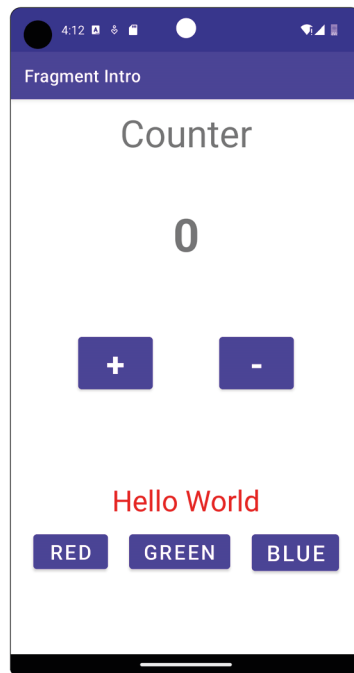 4:12
Fragment Intro
Counter
0
+ -
Hello World
RED GREEN BLUE